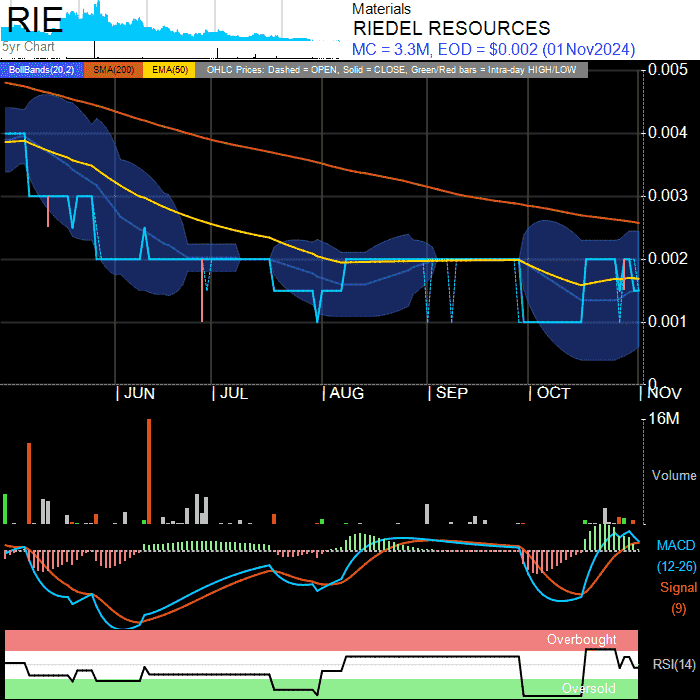 RIE
5yr Chart
Materials
RIEDEL RESOURCES
MC = 3.3M, EOD = $0.002 (01Nov2024)
BollBands(20,2) SMA(200) EMA(50) OHLC Prices: Dashed = OPEN, Solid = CLOSE, Green/Red bars = Intra-day HIGH/LOW
0.005
0.004
0.003
0.002
0.001
0
JUN JUL AUG SEP OCT NOV
16M
Volume
MACD
(12-26)
Signal
(9)
Overbought
RSI(14)
Oversold